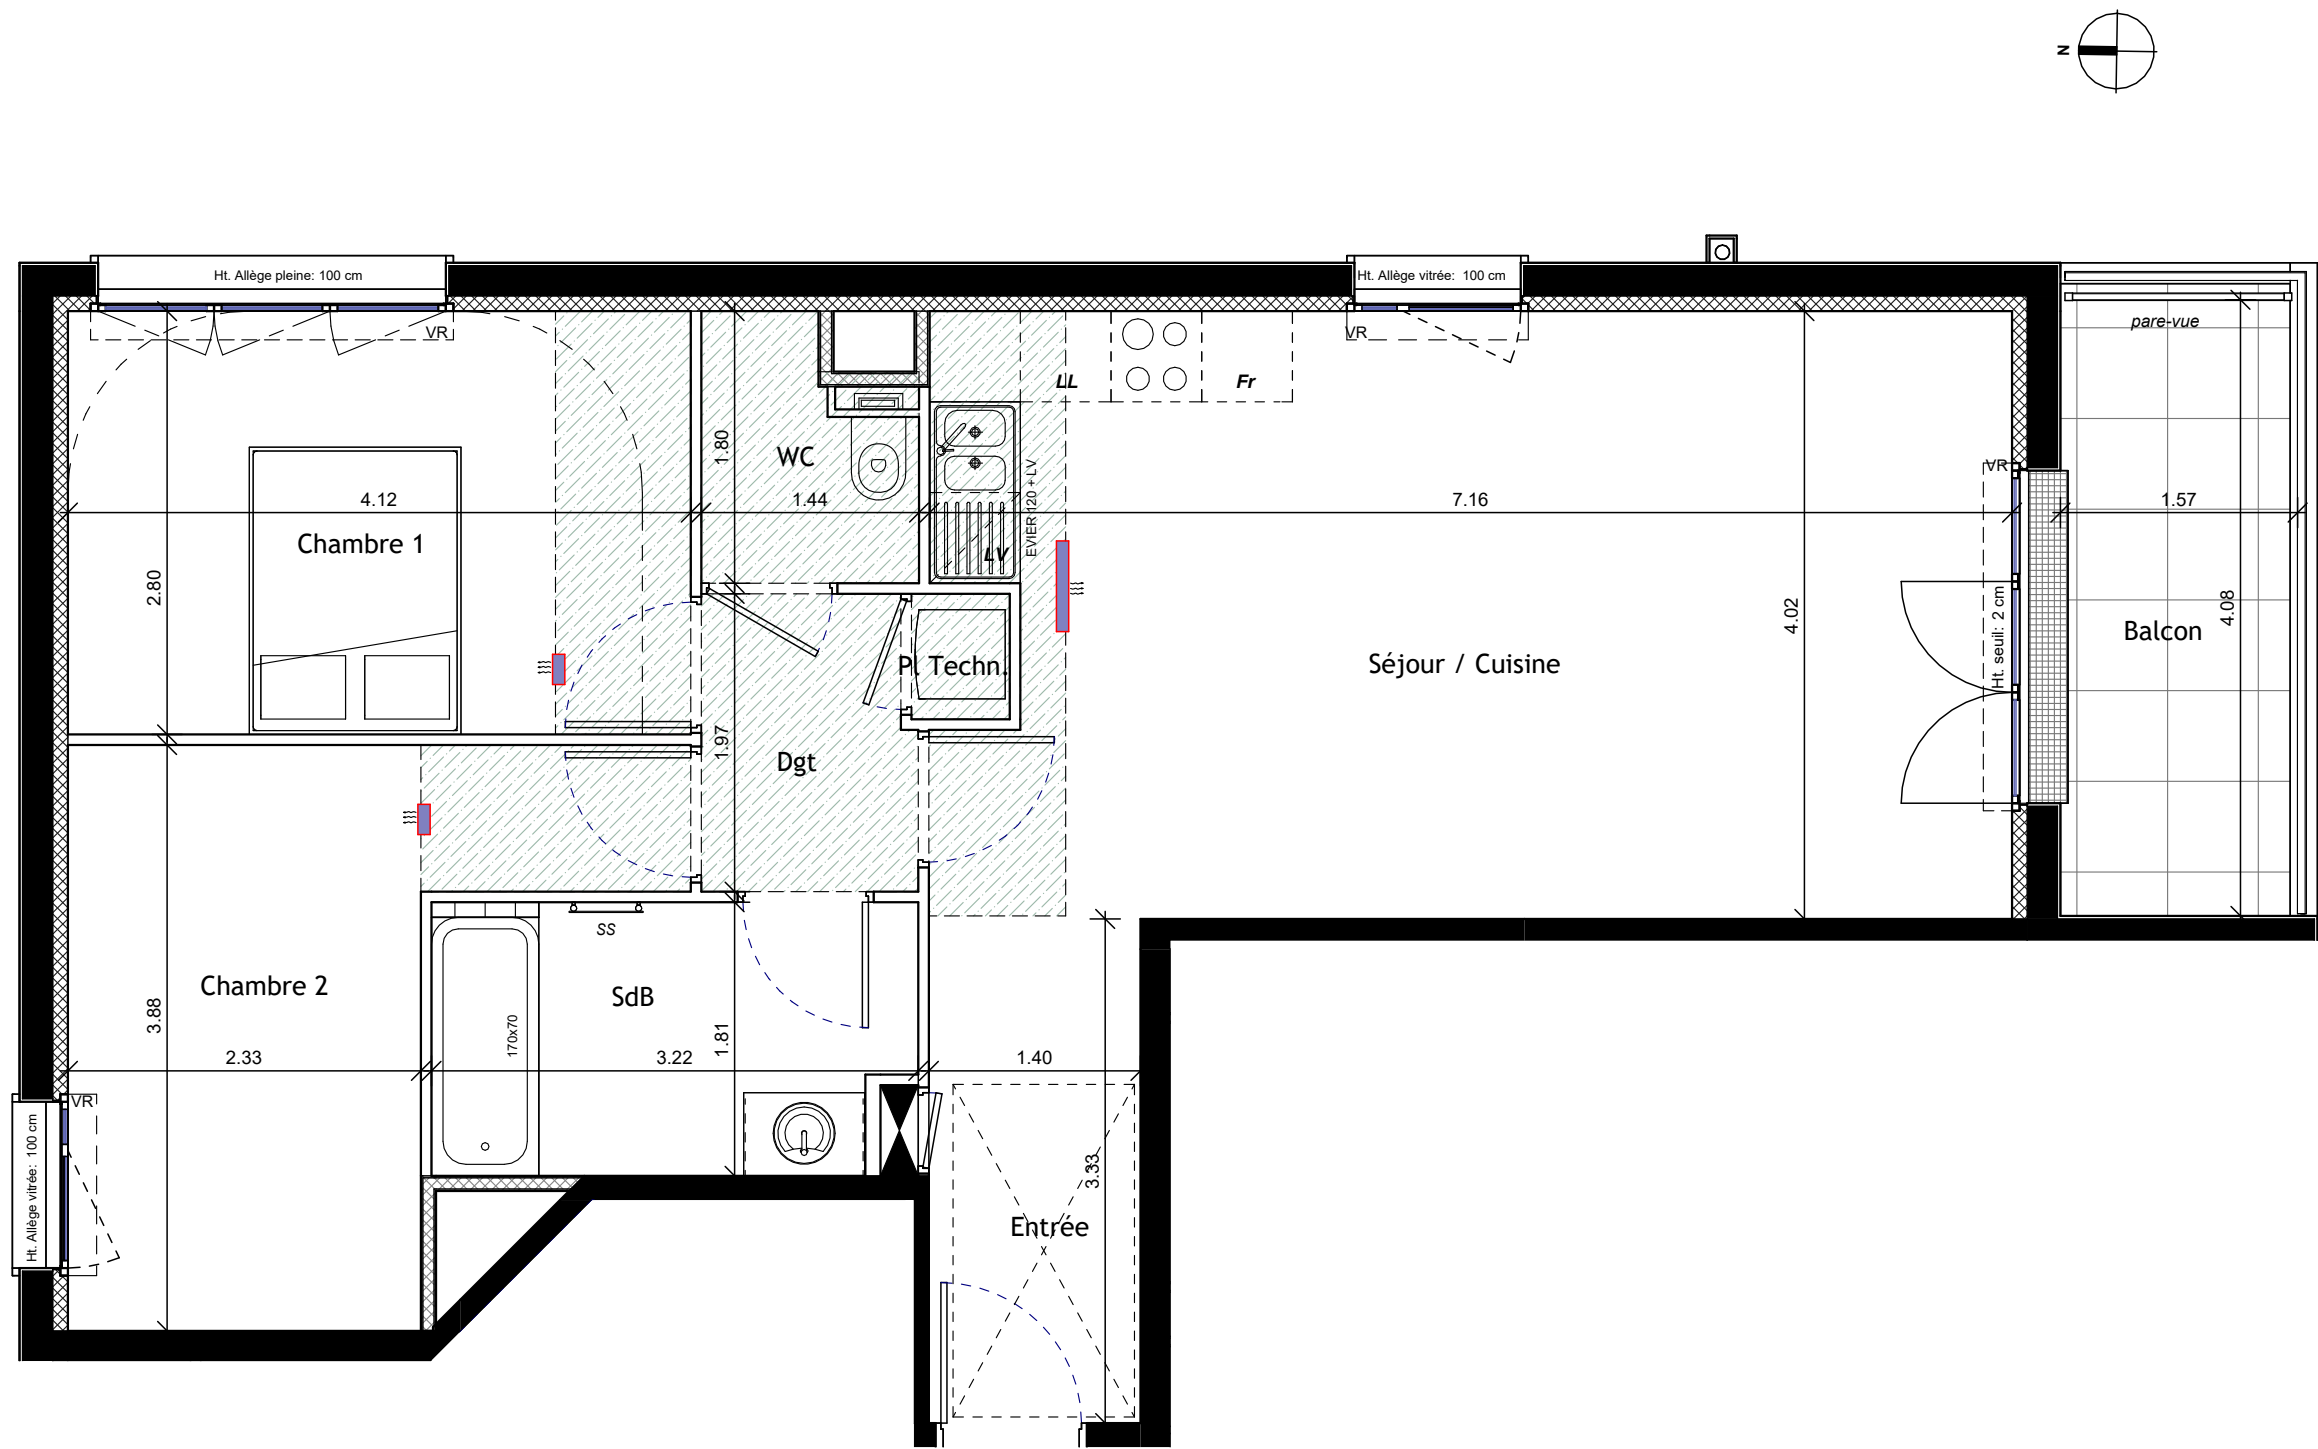 N
Ht. Allège pleine: 100 cm
Ht. Allège vitrée: 100 cm
VR
VR
pare-vue
LL
Fr
1.80
WC
VR
EVIER 120 + LV
4.12
1.44
7.16
1.57
Chambre 1
LV
2.80
4.02
Ht. seuil: 2 cm
4.08
Balcon
Pl Techn.
Séjour / Cuisine
1.97
Dgt
SS
Chambre 2
SdB
3.88
170x70
1.81
2.33
3.22
1.40
VR
Ht. Allège vitrée: 100 cm
3.33
Entrée